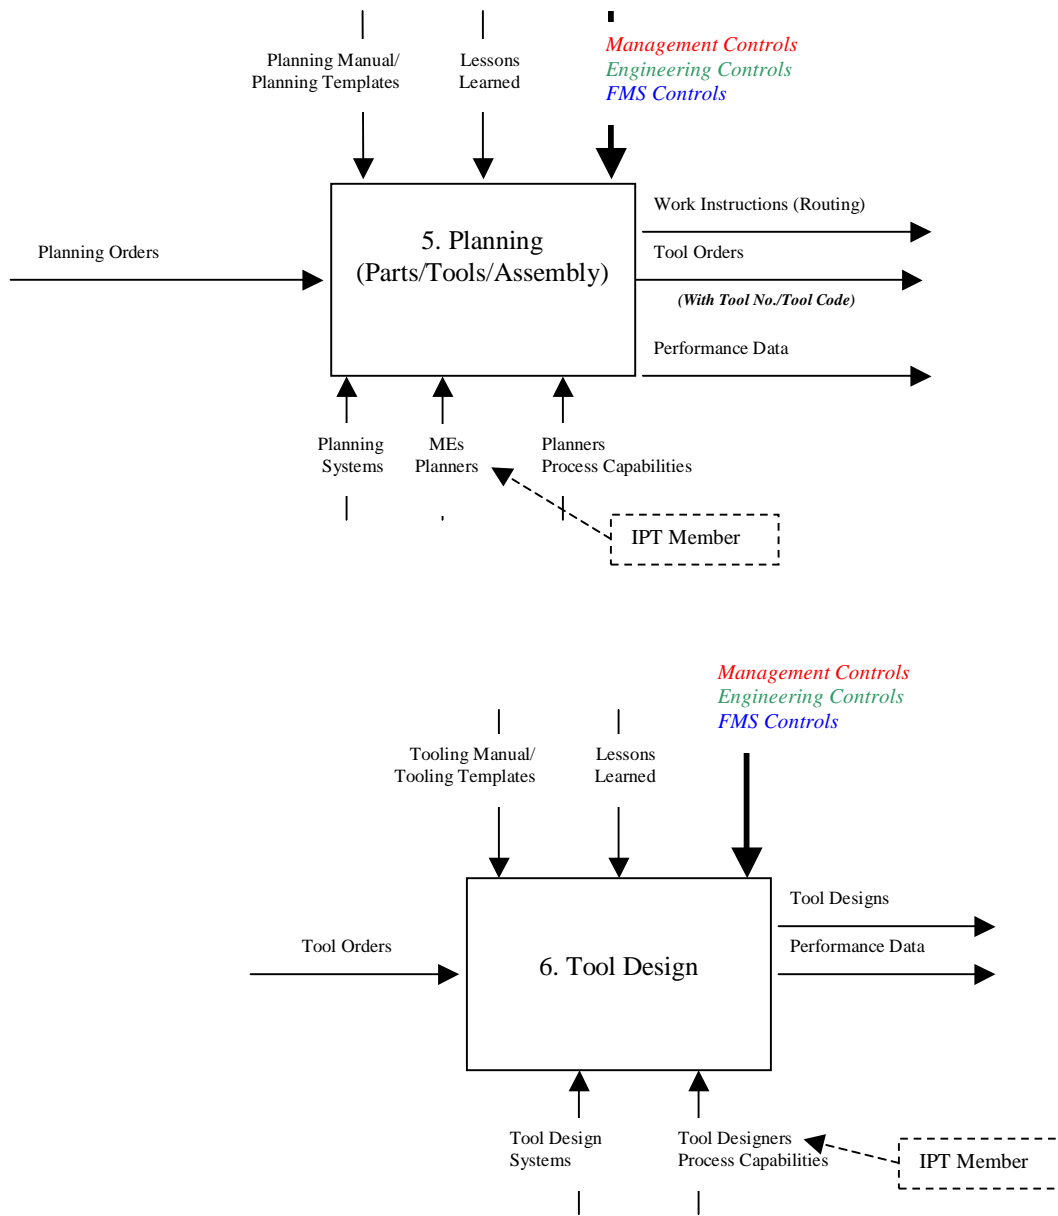 Planning Manual/
Planning Templates
Lessons
Learned
Management Controls
Engineering Controls
FMS Controls
Planning Orders
5. Planning
(Parts/Tools/Assembly)
Work Instructions (Routing)
Tool Orders
(With Tool No./Tool Code)
Performance Data
Planning
Systems
MEs
Planners
Planners
Process Capabilities
IPT Member
Management Controls
Engineering Controls
FMS Controls
Tooling Manual/
Tooling Templates
Lessons
Learned
Tool Orders
6. Tool Design
Tool Designs
Performance Data
Tool Design
Systems
Tool Designers
Process Capabilities
IPT Member